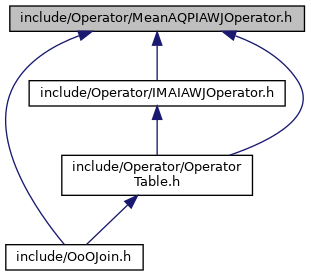 include/Operator/MeanAQPIAWJOperator.h
include/Operator/IMAIAWJOperator.h
include/Operator/Operator
Table.h
include/OoOJoin.h